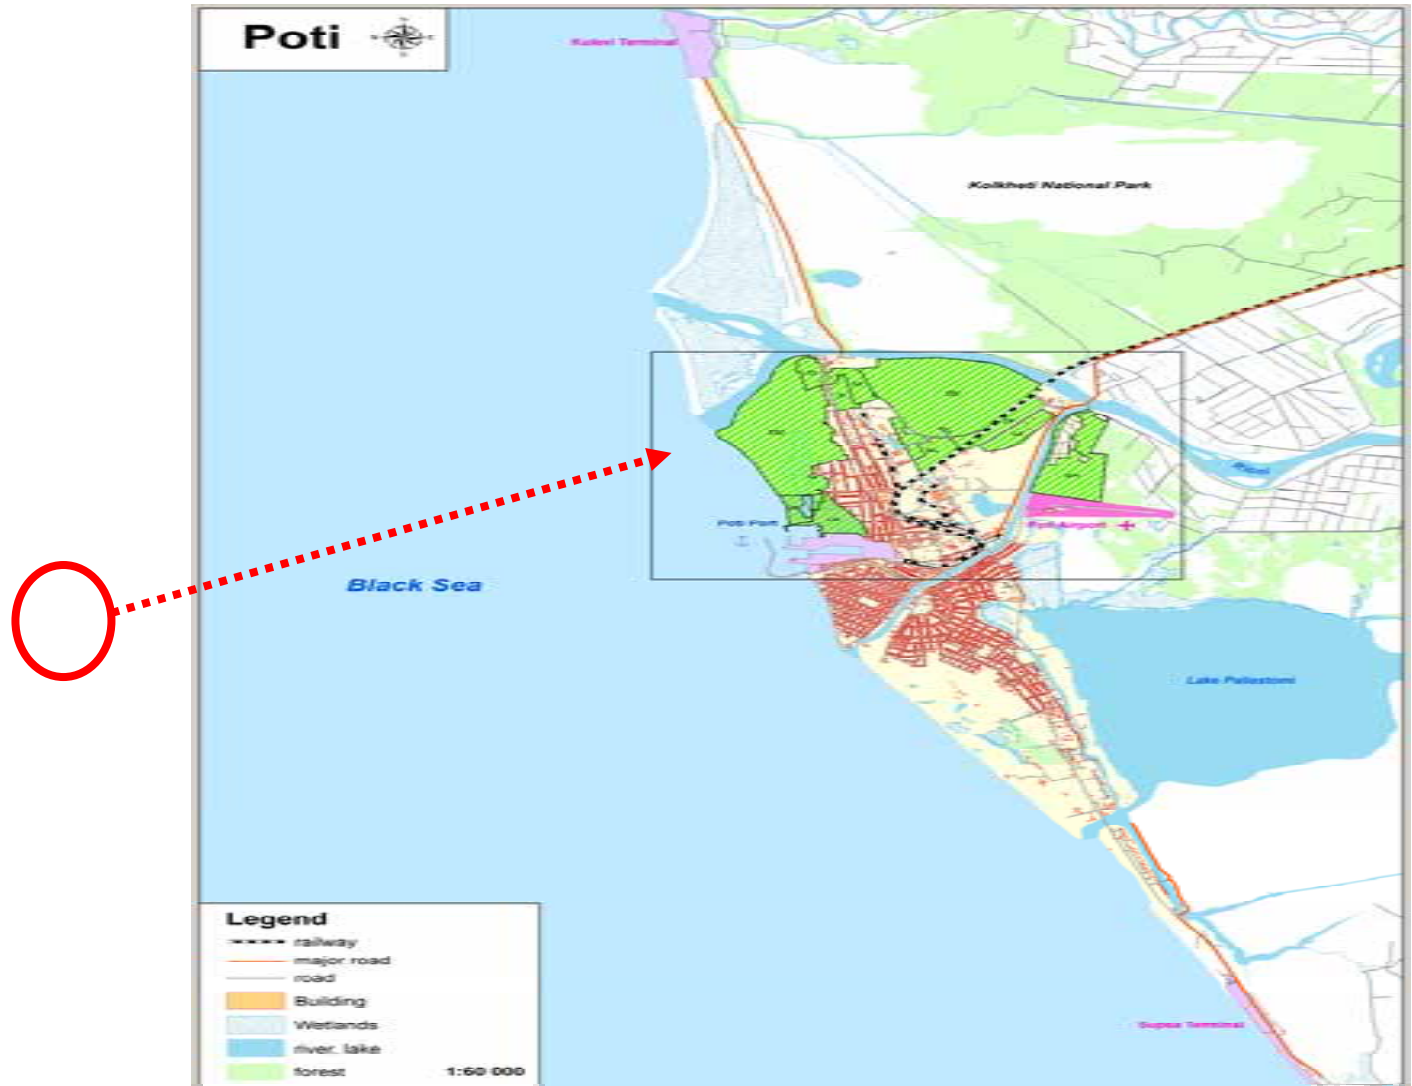 Poti
Kulevi Terminal
Kolkheti National Park
Rioni
Poti Port
Poti Airport
Black Sea
Lake Paliastomi
Supsa Terminal
Legend
railway
major road
road
Building
Wetlands
river, lake
forest
1:60 000